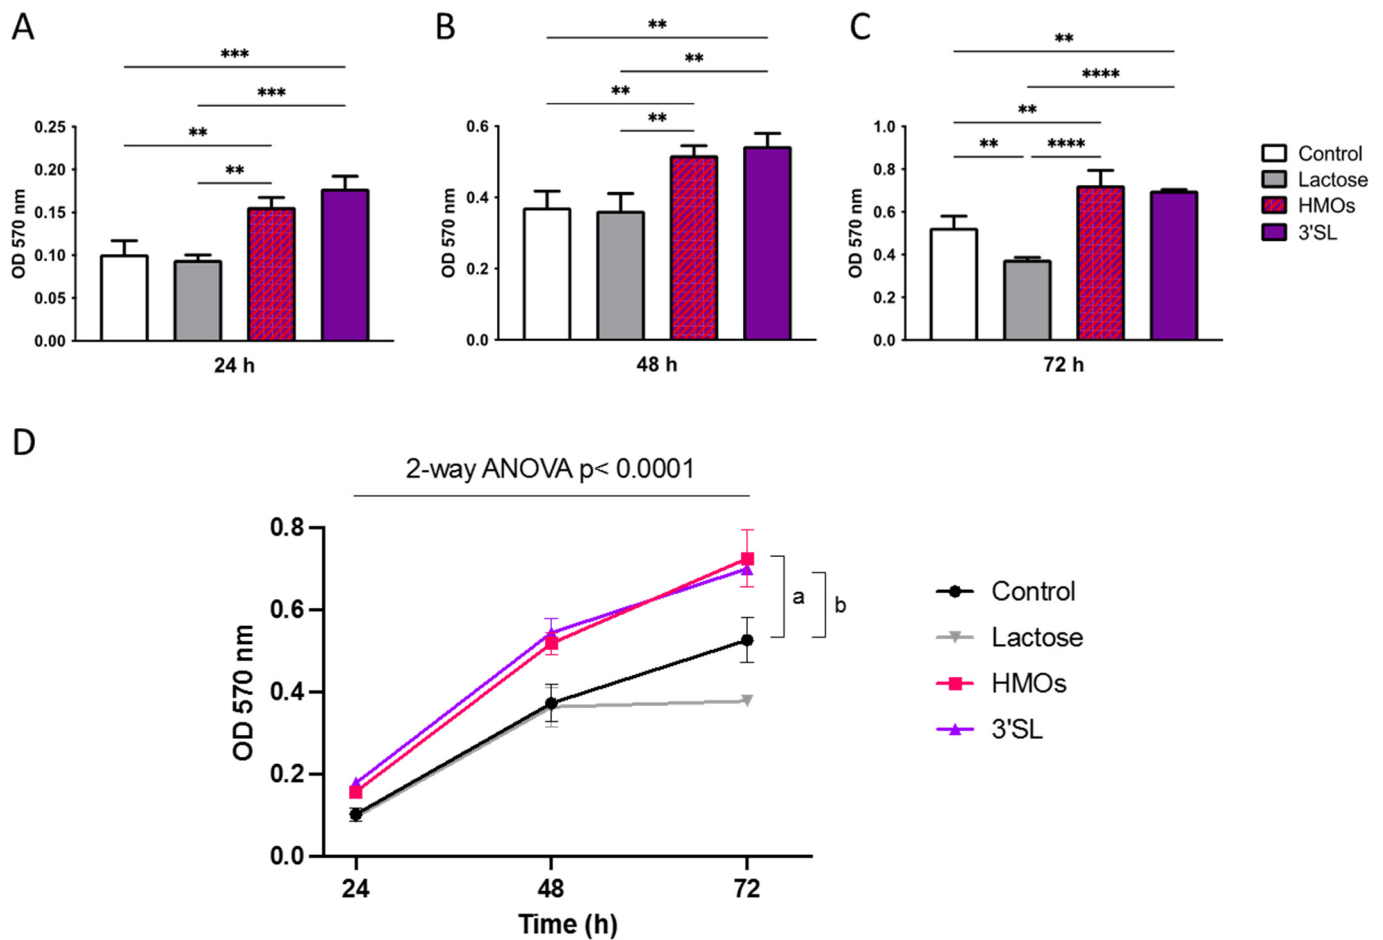 A
B
C
***
***
**
**
0.25
0.20
0.15
0.10
0.05
0.00
OD 570 nm
24 h
**
**
**
**
0.6
0.4
0.2
0.0
OD 570 nm
48 h
**
****
**
**
****
1.0
0.8
0.6
0.4
0.2
0.0
OD 570 nm
72 h
Control
Lactose
HMOs
3'SL
D
2-way ANOVA p< 0.0001
0.8
0.6
0.4
0.2
0.0
OD 570 nm
a
b
24
48
72
Time (h)
Control
Lactose
HMOs
3'SL